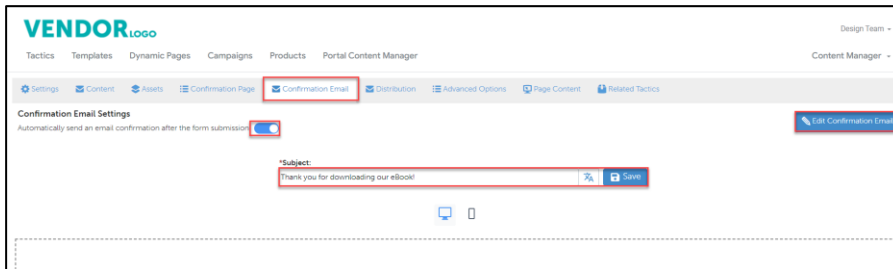 VENDOR LOGO
Design Team
Tactics Templates Dynamic Pages Campaigns Products Portal Content Manager
Content Manager
Settings Content Assets Confirmation Page Confirmation Email Distribution Advanced Options Page Content Related Tactics
Confirmation Email Settings
Automatically send an email confirmation after the form submission
Edit Confirmation Email
*Subject:
Thank you for downloading our eBook!
Save